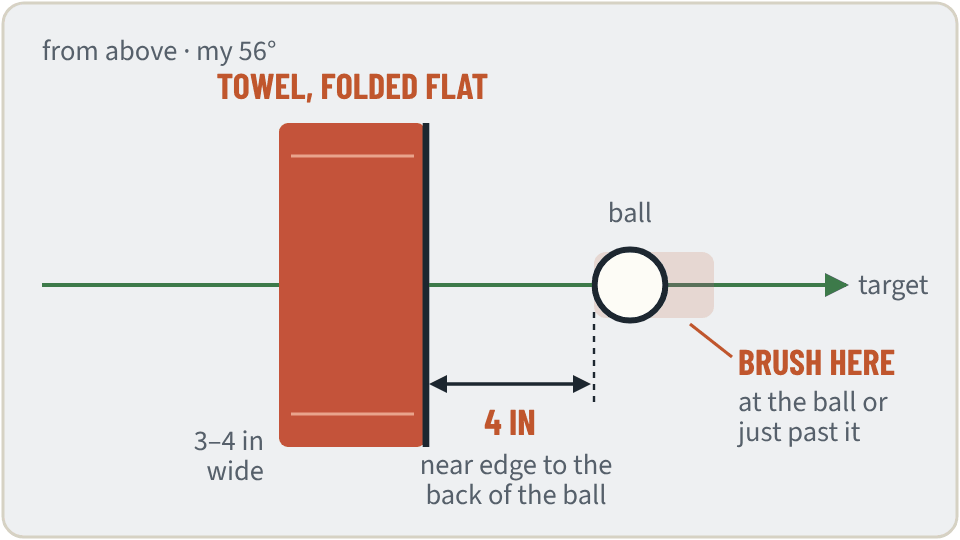 from above · my 56°
TOWEL, FOLDED FLAT
ball
target
BRUSH HERE
at the ball or
just past it
4 IN
near edge to the
back of the ball
3–4 in
wide